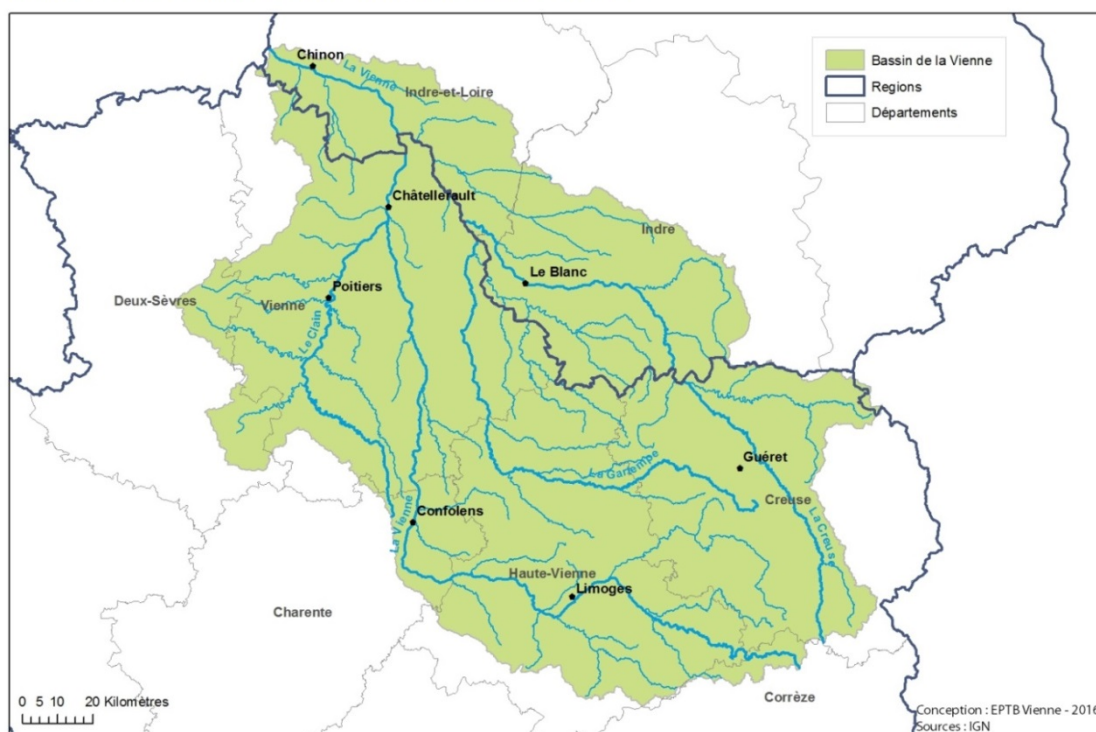 Bassin de la Vienne
Regions
Départements
Chinon
La Vienne
Indre-et-Loire
Châtellerault
Indre
Le Blanc
Deux-Sèvres
Vienne
Poitiers
Le Clain
Guéret
La Gartempe
Creuse
La Creuse
Confolens
La Vienne
Haute-Vienne
Limoges
Charente
Corrèze
0 5 10 20 Kilomètres
Conception : EPTB Vienne - 2016
Sources : IGN